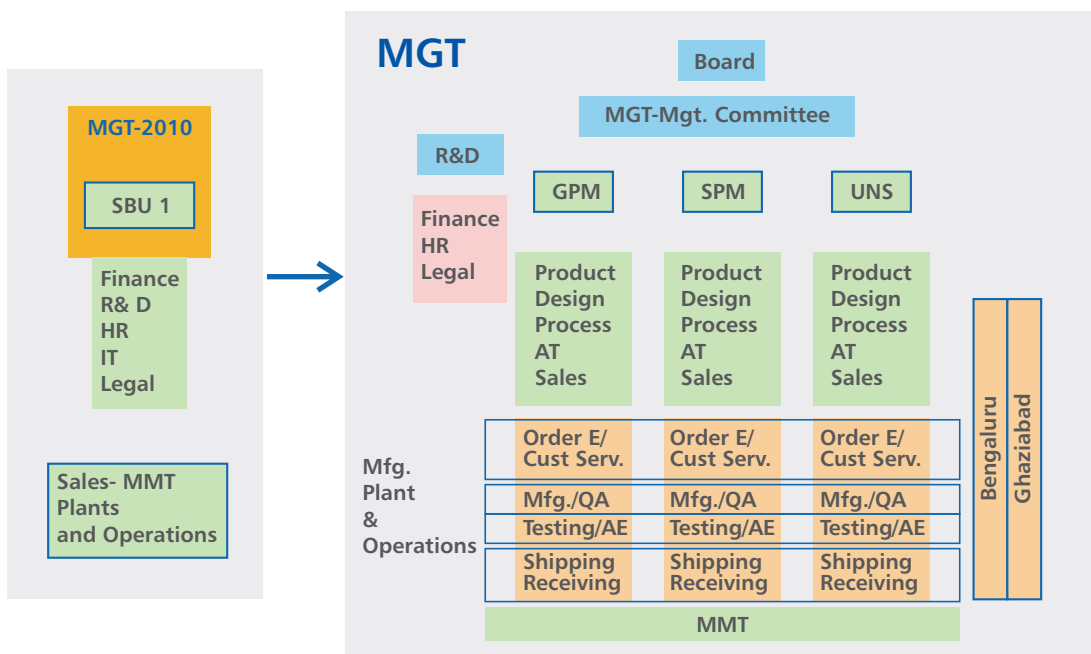 MGT-2010
SBU 1
Finance
R& D
HR
IT
Legal
Sales- MMT
Plants
and Operations
MGT
Board
MGT-Mgt. Committee
R&D
Finance
HR
Legal
GPM
SPM
UNS
Product
Design
Process
AT
Sales
Product
Design
Process
AT
Sales
Product
Design
Process
AT
Sales
Mfg.
Plant
&
Operations
Order E/
Cust Serv.
Order E/
Cust Serv.
Order E/
Cust Serv.
Mfg./QA
Mfg./QA
Mfg./QA
Testing/AE
Testing/AE
Testing/AE
Shipping
Receiving
Shipping
Receiving
Shipping
Receiving
MMT
Bengaluru
Ghaziabad